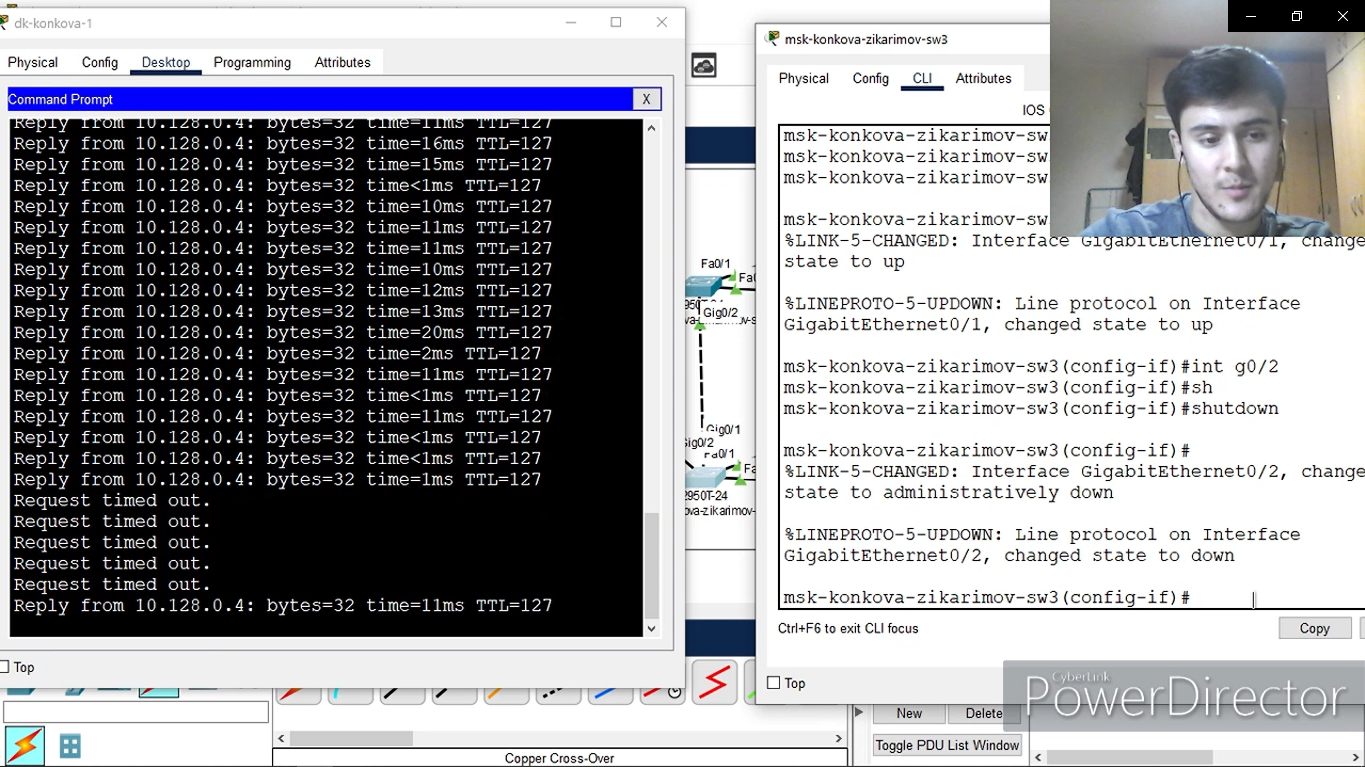 dk-konkova-1
Physical Config Desktop Programming Attributes
Command Prompt
X
Reply from 10.128.0.4: bytes=32 time=11ms TTL=127
Reply from 10.128.0.4: bytes=32 time=16ms TTL=127
Reply from 10.128.0.4: bytes=32 time=15ms TTL=127
Reply from 10.128.0.4: bytes=32 time<1ms TTL=127
Reply from 10.128.0.4: bytes=32 time=10ms TTL=127
Reply from 10.128.0.4: bytes=32 time=11ms TTL=127
Reply from 10.128.0.4: bytes=32 time=11ms TTL=127
Reply from 10.128.0.4: bytes=32 time=10ms TTL=127
Reply from 10.128.0.4: bytes=32 time=12ms TTL=127
Reply from 10.128.0.4: bytes=32 time=13ms TTL=127
Reply from 10.128.0.4: bytes=32 time=20ms TTL=127
Reply from 10.128.0.4: bytes=32 time=2ms TTL=127
Reply from 10.128.0.4: bytes=32 time=11ms TTL=127
Reply from 10.128.0.4: bytes=32 time<1ms TTL=127
Reply from 10.128.0.4: bytes=32 time=11ms TTL=127
Reply from 10.128.0.4: bytes=32 time<1ms TTL=127
Reply from 10.128.0.4: bytes=32 time<1ms TTL=127
Reply from 10.128.0.4: bytes=32 time=1ms TTL=127
Request timed out.
Request timed out.
Request timed out.
Request timed out.
Request timed out.
Reply from 10.128.0.4: bytes=32 time=11ms TTL=127
Top
Fa0/1
Gig0/2
Gig0/1
Fa0/1
2950T-24
msk-konkova-zikarimov-sw3
Physical Config CLI Attributes
IOS
msk-konkova-zikarimov-sw
msk-konkova-zikarimov-sw
msk-konkova-zikarimov-sw
msk-konkova-zikarimov-sw
%LINK-5-CHANGED: Interface GigabitEthernet0/1, change
state to up
%LINEPROTO-5-UPDOWN: Line protocol on Interface
GigabitEthernet0/1, changed state to up
msk-konkova-zikarimov-sw3(config-if)#int g0/2
msk-konkova-zikarimov-sw3(config-if)#sh
msk-konkova-zikarimov-sw3(config-if)#shutdown
msk-konkova-zikarimov-sw3(config-if)#
%LINK-5-CHANGED: Interface GigabitEthernet0/2, change
state to administratively down
%LINEPROTO-5-UPDOWN: Line protocol on Interface
GigabitEthernet0/2, changed state to down
msk-konkova-zikarimov-sw3(config-if)#
Ctrl+F6 to exit CLI focus
Copy
Top
CyberLink
PowerDirector
New Delete
Toggle PDU List Window
Copper Cross-Over